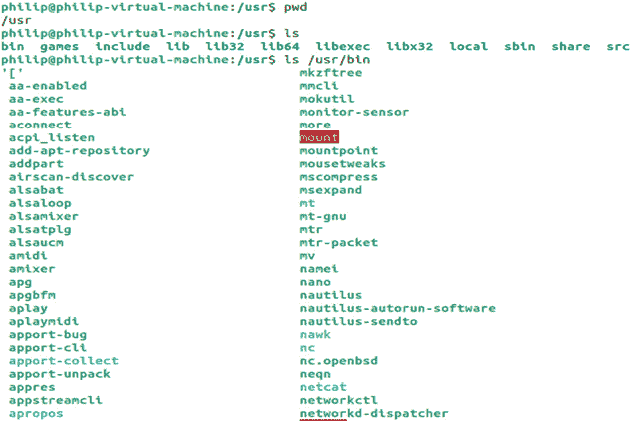 philip@philip-virtual-machine:/usr$ pwd
/usr
philip@philip-virtual-machine:/usr$ ls
bin games include lib lib32 lib64 libexec libx32 local sbin share src
philip@philip-virtual-machine:/usr$ ls /usr/bin
'[' mkzftree
aa-enabled mmcli
aa-exec mokutil
aa-features-abi monitor-sensor
aconnect more
acpi_listen mount
add-apt-repository mountpoint
addpart mousetweaks
airscan-discover mscompress
alsabat msexpand
alsaloop mt
alsamixer mt-gnu
alsatplg mtr
alsaucm mtr-packet
amidi mv
amixer namei
apg nano
apgbfm nautilus
aplay nautilus-autorun-software
aplaymidi nautilus-sendto
apport-bug nawk
apport-cli nc
apport-collect nc.openbsd
apport-unpack neqn
appres netcat
appstreamcli networkctl
apropos networkd-dispatcher